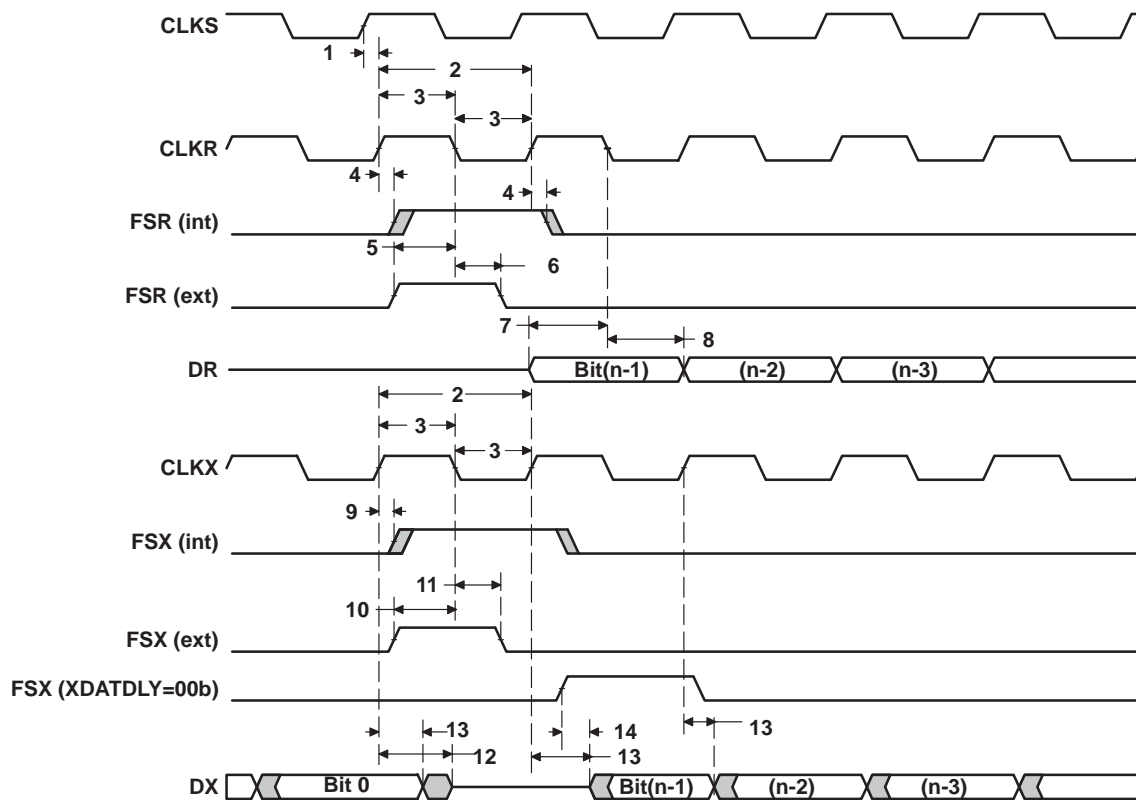 CLKS
1
2
3
3
CLKR
4
4
FSR (int)
5
6
FSR (ext)
7
8
DR
Bit(n-1)
(n-2)
(n-3)
2
3
3
CLKX
9
FSX (int)
11
10
FSX (ext)
FSX (XDATDLY=00b)
13
14
13
12
13
DX
Bit 0
Bit(n-1)
(n-2)
(n-3)